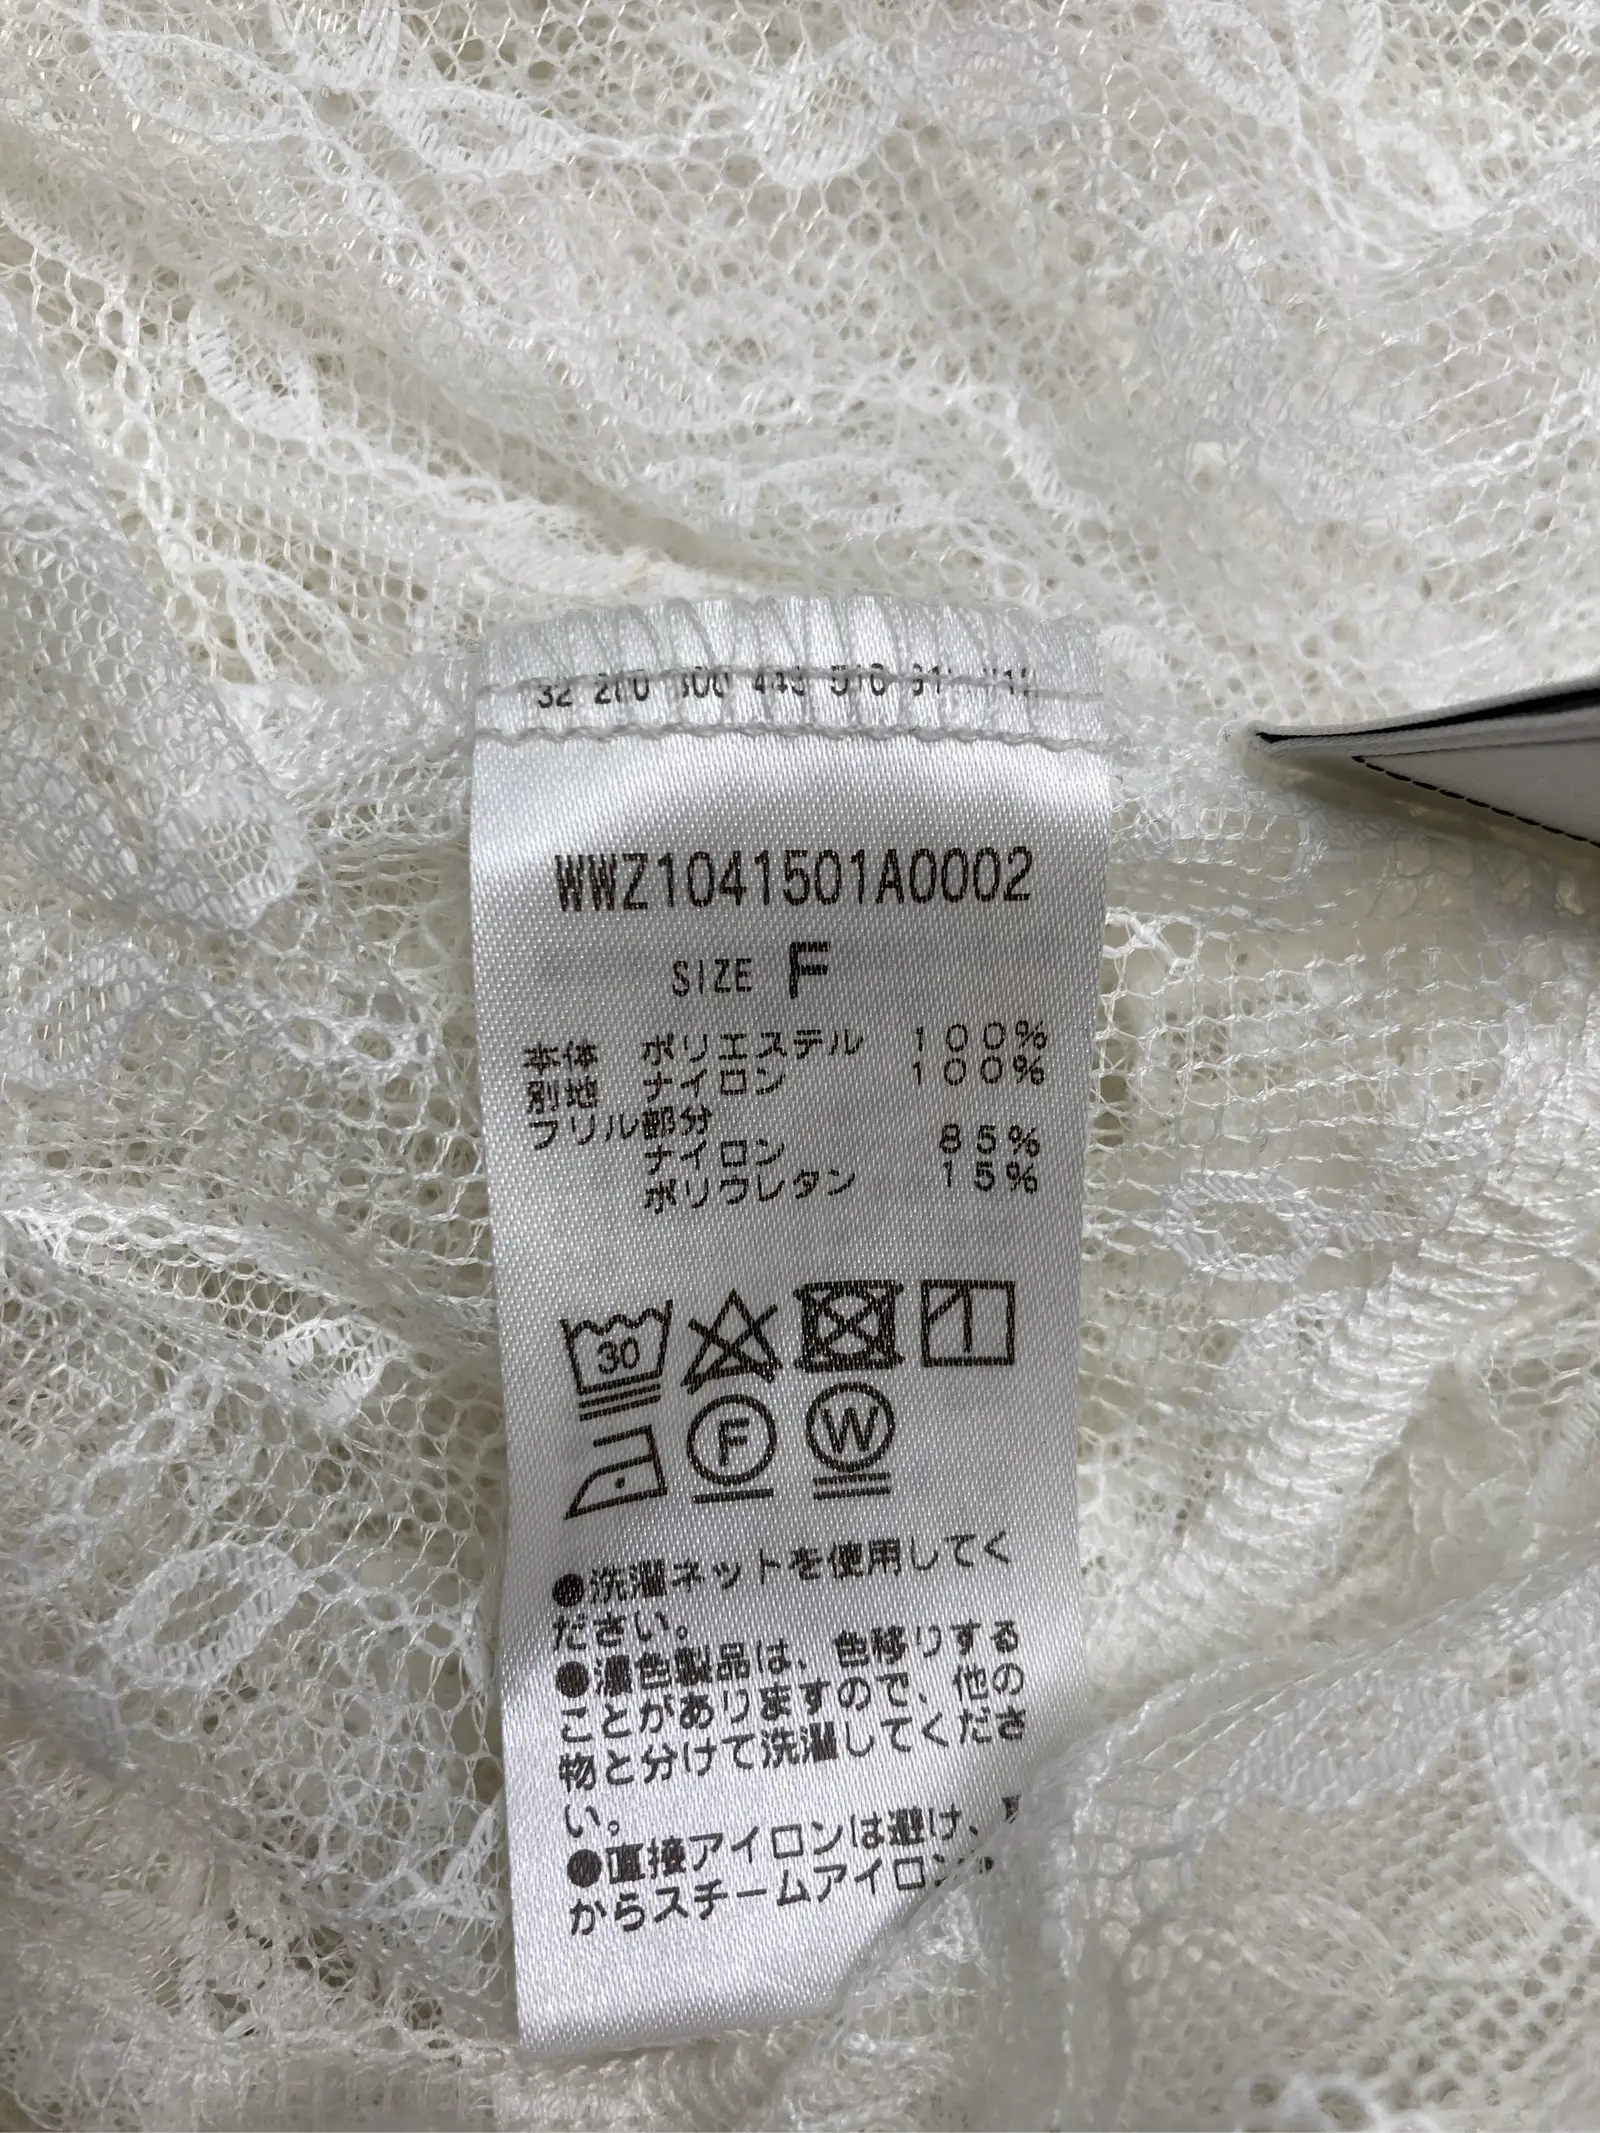 WWZ1041501A0002
SIZE F
本体 ポリエステル 100%
別地 ナイロン 100%
フリル部分
ナイロン 85%
ポリウレタン 15%
30
F W
●洗濯ネットを使用してく
ださい。
●濃色製品は、色移りする
ことがありますので、他の
物と分けて洗濯してくださ
い。
●直接アイロンは避け、
からスチームアイロン